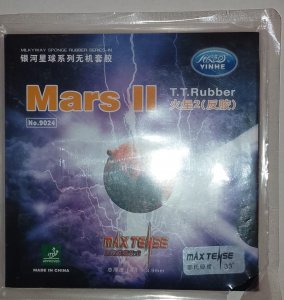 MILKYWAY SPONGE RUBBER SERIES-IN
银河星球系列无机套胶
YINHE
Mars II
T.T.Rubber
火星2(反胶)
No.9024
MAX TENSE
MADE IN CHINA
MAX TENSE